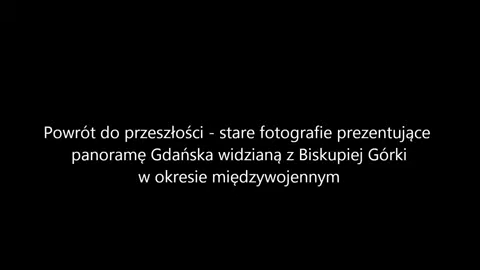 Powrót do przeszłości - stare fotografie prezentujące
panoramę Gdańska widzianą z Biskupiej Górki
w okresie międzywojennym